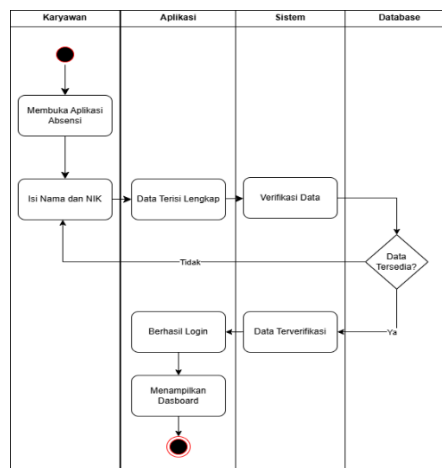 Karyawan
Aplikasi
Sistem
Database
Membuka Aplikasi
Absensi
Isi Nama dan NIK
Data Terisi Lengkap
Verifikasi Data
Data
Tersedia?
Tidak
Ya
Berhasil Login
Data Terverifikasi
Menampilkan
Dasboard